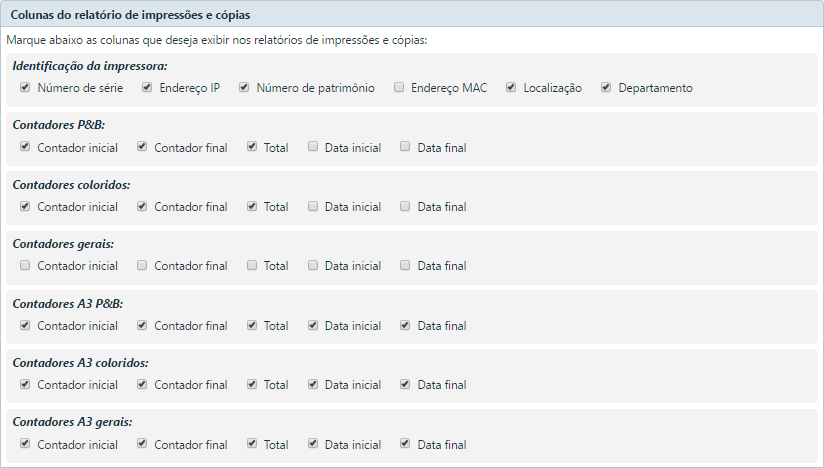 Colunas do relatório de impressões e cópias
Marque abaixo as colunas que deseja exibir nos relatórios de impressões e cópias:
Identificação da impressora:
Número de série Endereço IP Número de patrimônio Endereço MAC Localização Departamento
Contadores P&B:
Contador inicial Contador final Total Data inicial Data final
Contadores coloridos:
Contador inicial Contador final Total Data inicial Data final
Contadores gerais:
Contador inicial Contador final Total Data inicial Data final
Contadores A3 P&B:
Contador inicial Contador final Total Data inicial Data final
Contadores A3 coloridos:
Contador inicial Contador final Total Data inicial Data final
Contadores A3 gerais:
Contador inicial Contador final Total Data inicial Data final